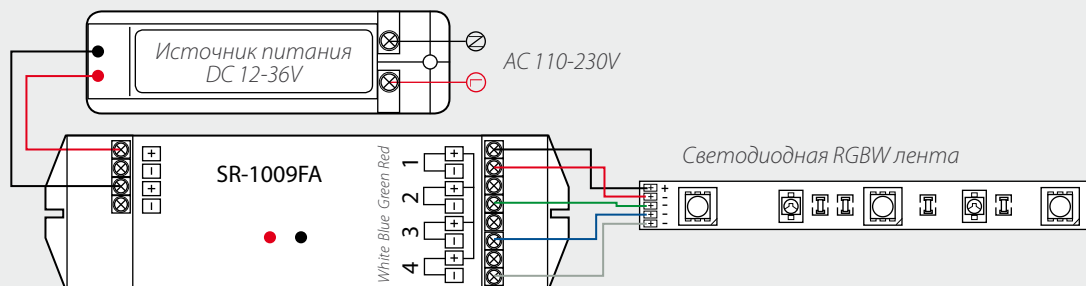 Источник питания
DC 12-36V
N
L
AC 110-230V
SR-1009FA
+
−
+
−
White Blue Green Red
1
2
3
4
+
−
+
−
+
−
+
−
Светодиодная RGBW лента
+
−
−
−
−